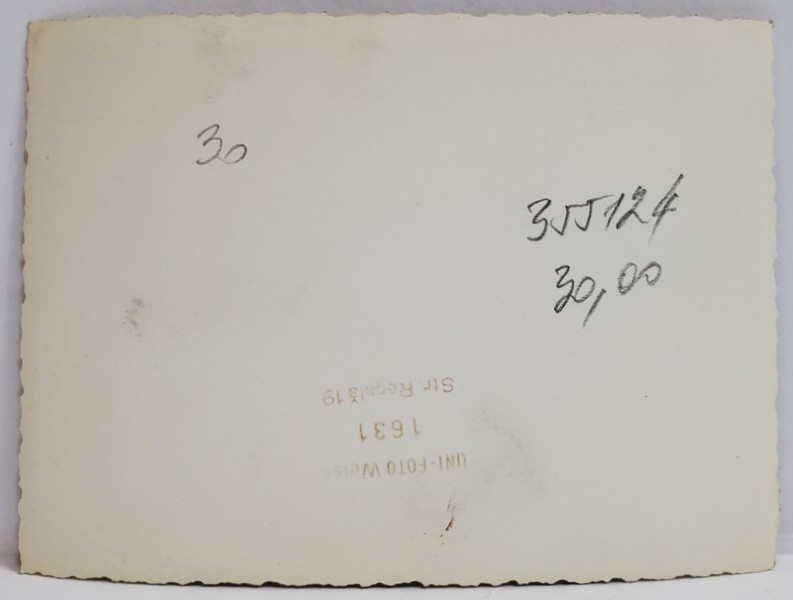 30
355124
30,00
UNI-FOTO Weis
1631
Str. Regală 19